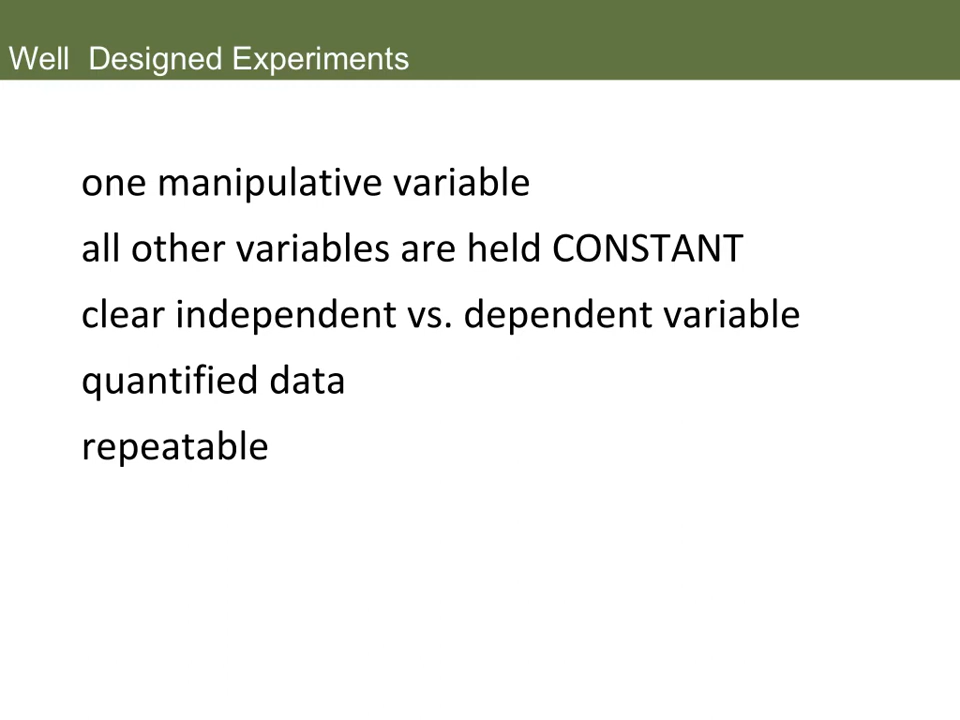 Well  Designed Experiments
one manipulative variable
all other variables are held CONSTANT
clear independent vs. dependent variable
quantified data
repeatable